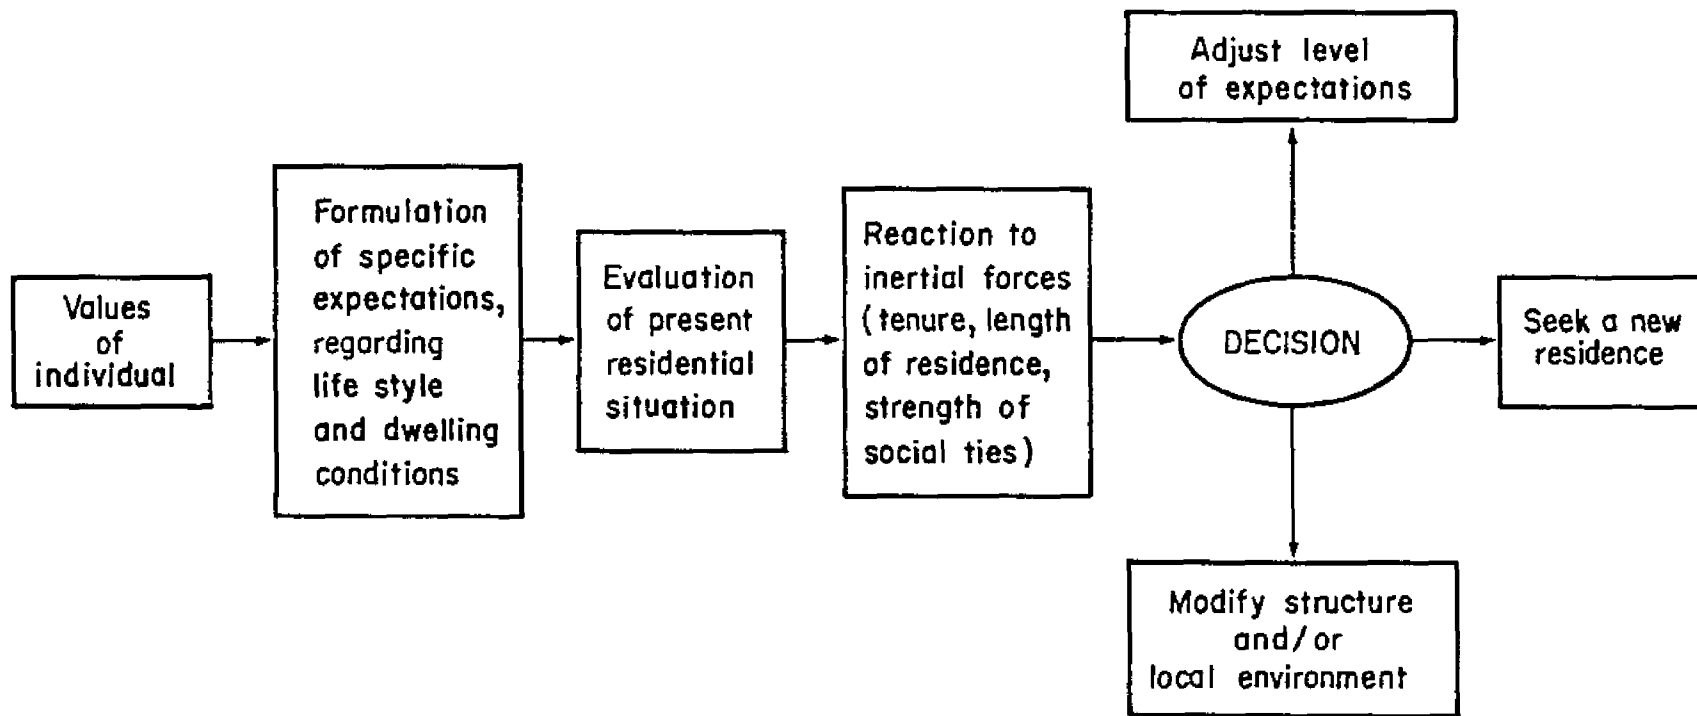 Values
of
individual
Formulation
of specific
expectations,
regarding
life style
and dwelling
conditions
Evaluation
of present
residential
situation
Reaction to
inertial forces
(tenure, length
of residence,
strength of
social ties)
DECISION
Adjust level
of expectations
Seek a new
residence
Modify structure
and/or
local environment